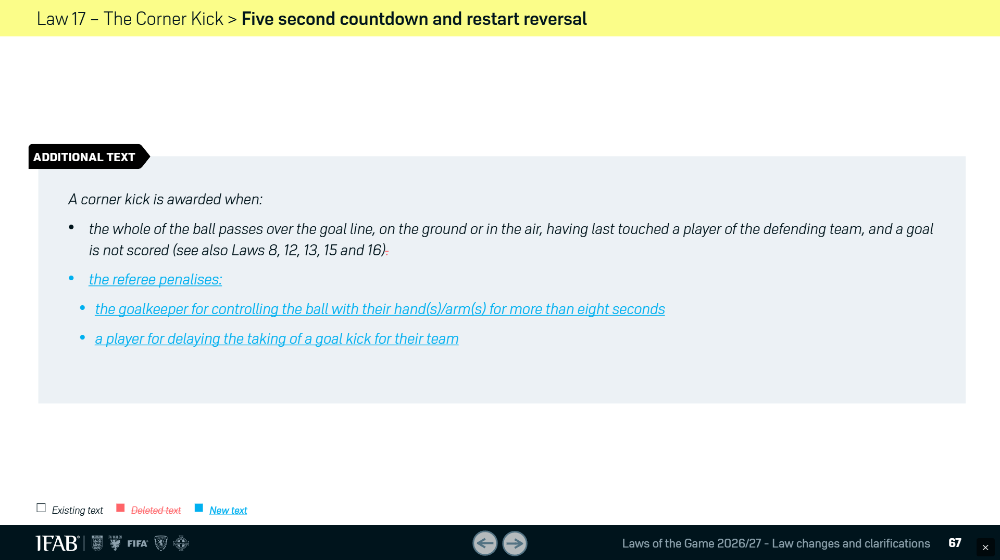 Law 17 – The Corner Kick > Five second countdown and restart reversal
ADDITIONAL TEXT
A corner kick is awarded when:
• the whole of the ball passes over the goal line, on the ground or in the air, having last touched a player of the defending team, and a goal
is not scored (see also Laws 8, 12, 13, 15 and 16).
• the referee penalises:
• the goalkeeper for controlling the ball with their hand(s)/arm(s) for more than eight seconds
• a player for delaying the taking of a goal kick for their team
Existing text Deleted text New text
IFAB® FA WALES FIFA® Laws of the Game 2026/27 - Law changes and clarifications 67